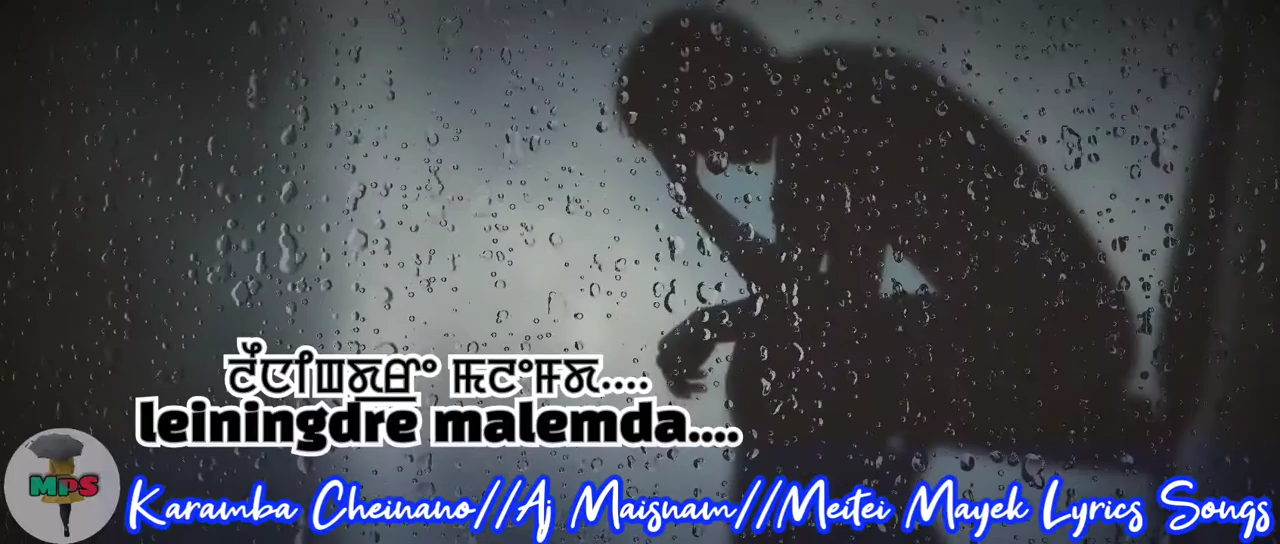 ꯂꯩꯅꯤꯡꯗ꯭ꯔꯦ ꯃꯂꯦꯝꯗ....
leiningdre malemda....
MPS
Karamba Cheinano//Aj Maisnam//Meitei Mayek Lyrics Songs